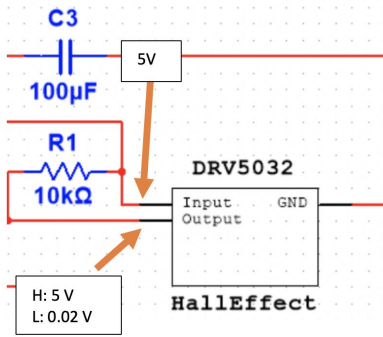 C3
5V
100µF
R1
10kΩ
DRV5032
Input GND
Output
H: 5 V
L: 0.02 V
HallEffect